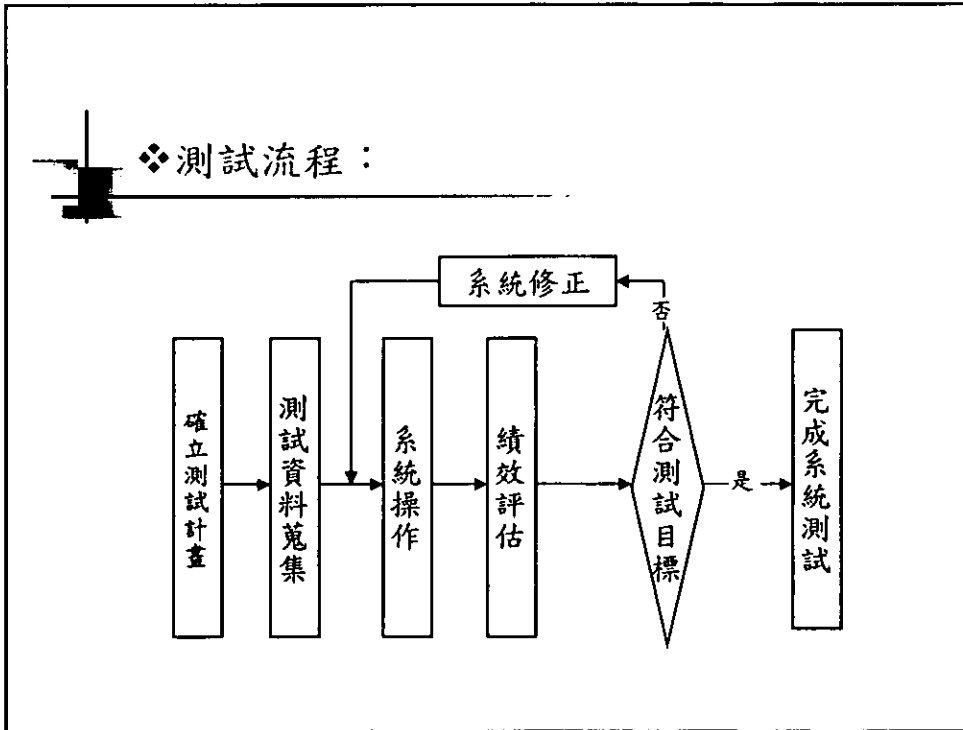 ❖測試流程：
系統修正
否
確立測試計畫
測試資料蒐集
系統操作
績效評估
符合測試目標
是
完成系統測試